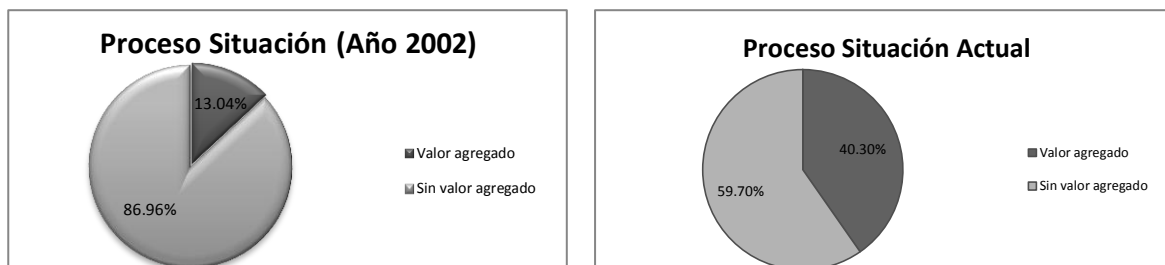 Proceso Situación (Año 2002)
13.04%
86.96%
Valor agregado
Sin valor agregado
Proceso Situación Actual
40.30%
59.70%
Valor agregado
Sin valor agregado